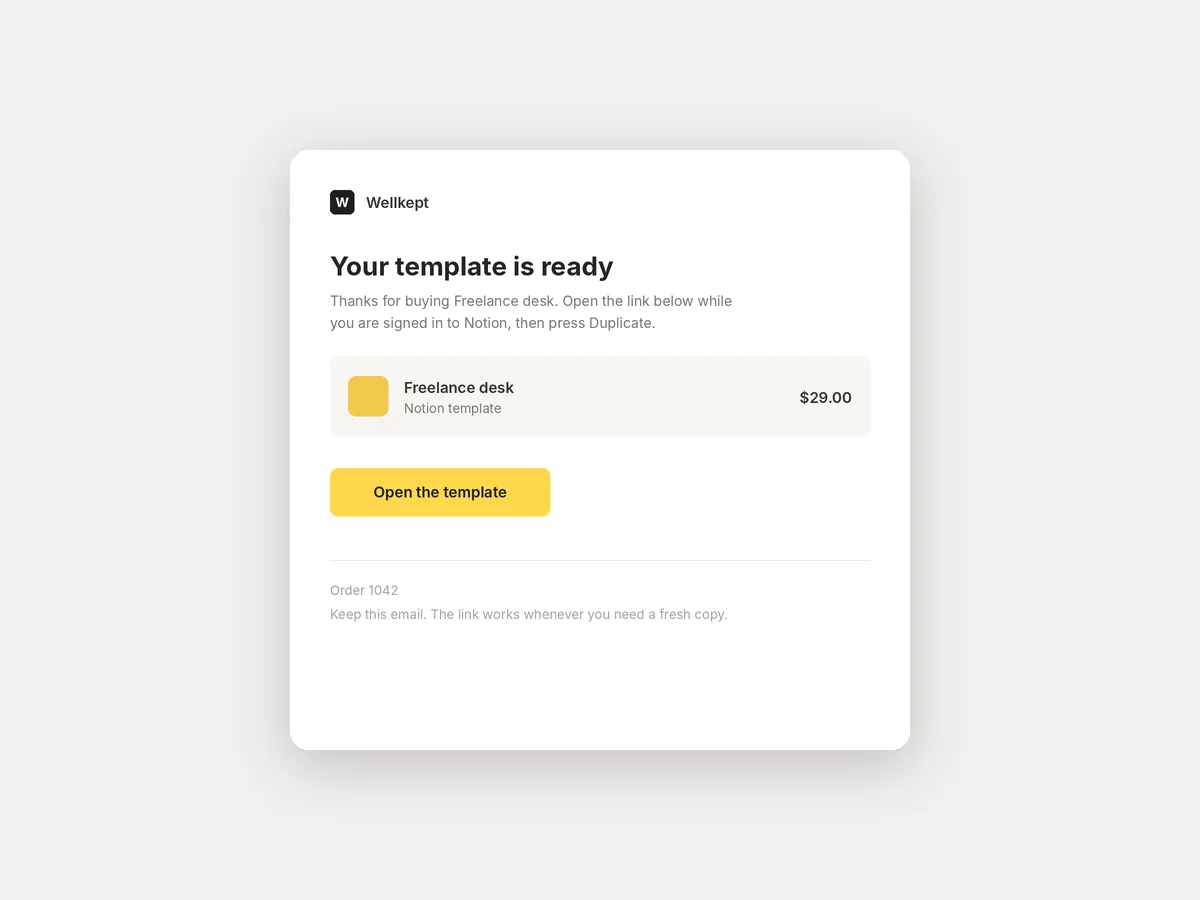 W Wellkept
Your template is ready
Thanks for buying Freelance desk. Open the link below while
you are signed in to Notion, then press Duplicate.
Freelance desk
Notion template
$29.00
Open the template
Order 1042
Keep this email. The link works whenever you need a fresh copy.